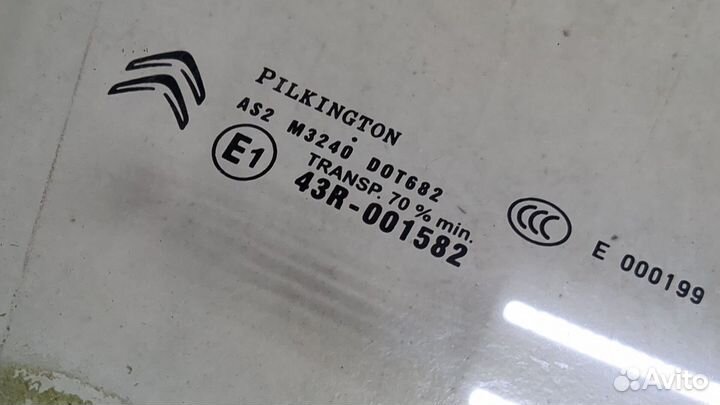 PILKINGTON
AS2 M3240 DOT682
E1
TRANSP. 70% min.
43R-001582
CCC E 000199
Avito